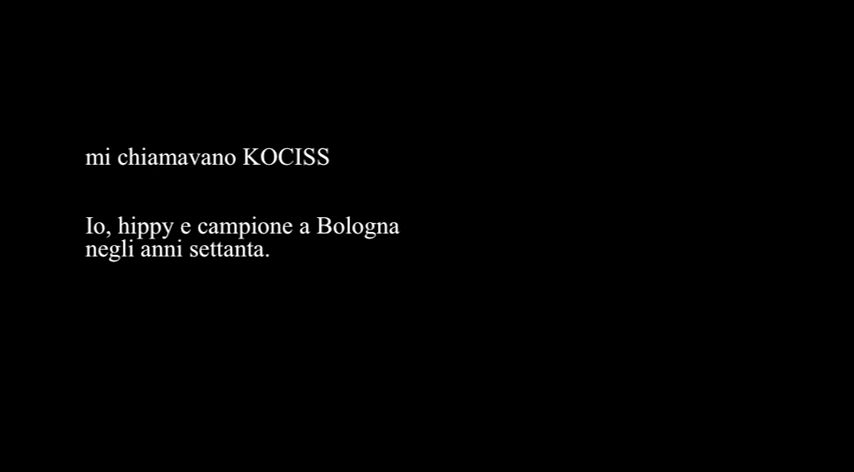 mi chiamavano KOCISS
Io, hippy e campione a Bologna
negli anni settanta.